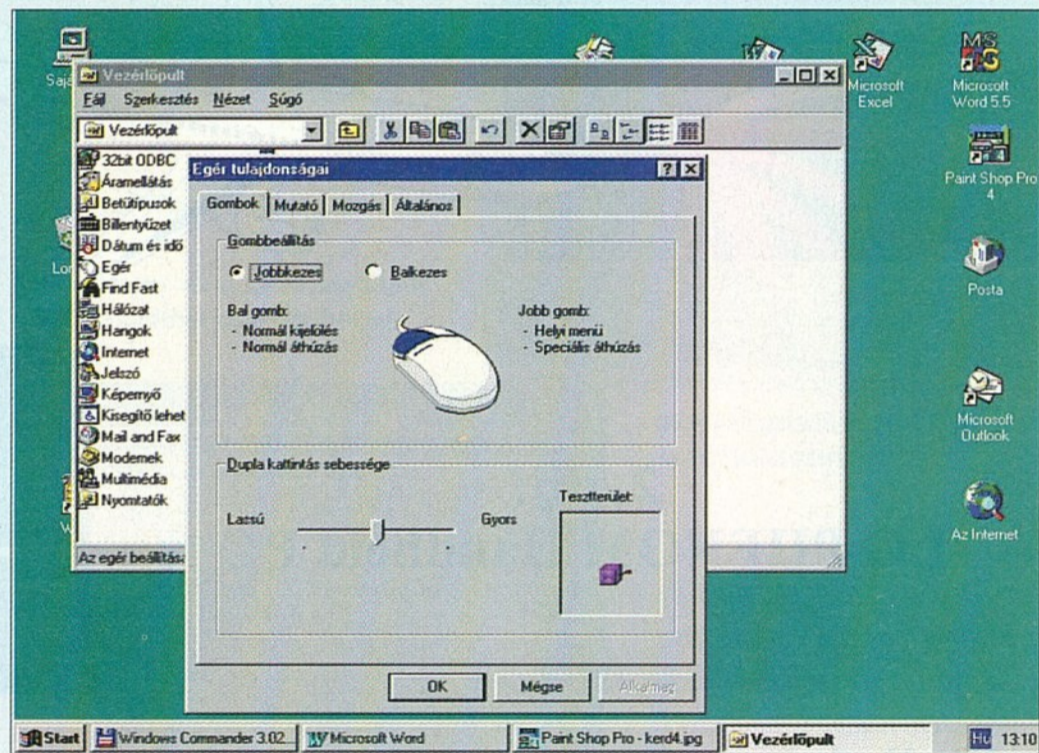 Vezérlőpult
Fájl Szerkesztés Nézet Súgó
Vezérlőpult
32bit ODBC
Áramellátás
Betűtípusok
Billentyűzet
Dátum és idő
Egér
Find Fast
Hálózat
Hangok
Internet
Jelszó
Képernyő
Kisegítő lehet
Mail and Fax
Modemek
Multimédia
Nyomtatók
Az egér beállítása
Egér tulajdonságai
Gombok Mutató Mozgás Általános
Gombbeállítás
Jobbkezes Balkezes
Bal gomb:
- Normál kijelölés
- Normál áthúzás
Jobb gomb:
- Helyi menü
- Speciális áthúzás
Dupla kattintás sebessége
Lassú Gyors
Tesztterület:
OK Mégse Alkalmaz
Microsoft
Excel
MS
Microsoft
Word 5.5
Paint Shop Pro
4
Posta
Microsoft
Outlook
Az Internet
Start Windows Commander 3.02... Microsoft Word Paint Shop Pro - kerd4.jpg Vezérlőpult Hu 13:10